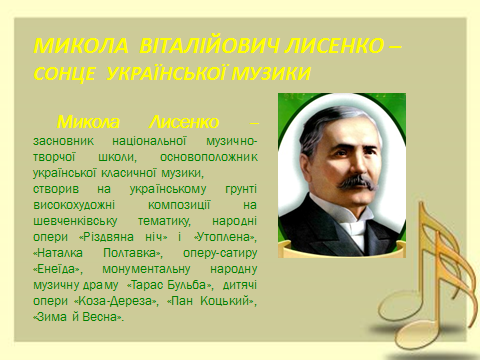 МИКОЛА ВІТАЛІЙОВИЧ ЛИСЕНКО –
СОНЦЕ УКРАЇНСЬКОЇ МУЗИКИ
Микола Лисенко –
засновник національної музично-
творчої школи, основоположник
української класичної музики,
створив на українському грунті
високохудожні композиції на
шевченківську тематику, народні
опери «Різдвяна ніч» і «Утоплена»,
«Наталка Полтавка», оперу-сатиру
«Енеїда», монументальну народну
музичну драму «Тарас Бульба», дитячі
опери «Коза-Дереза», «Пан Коцький»,
«Зима й Весна».